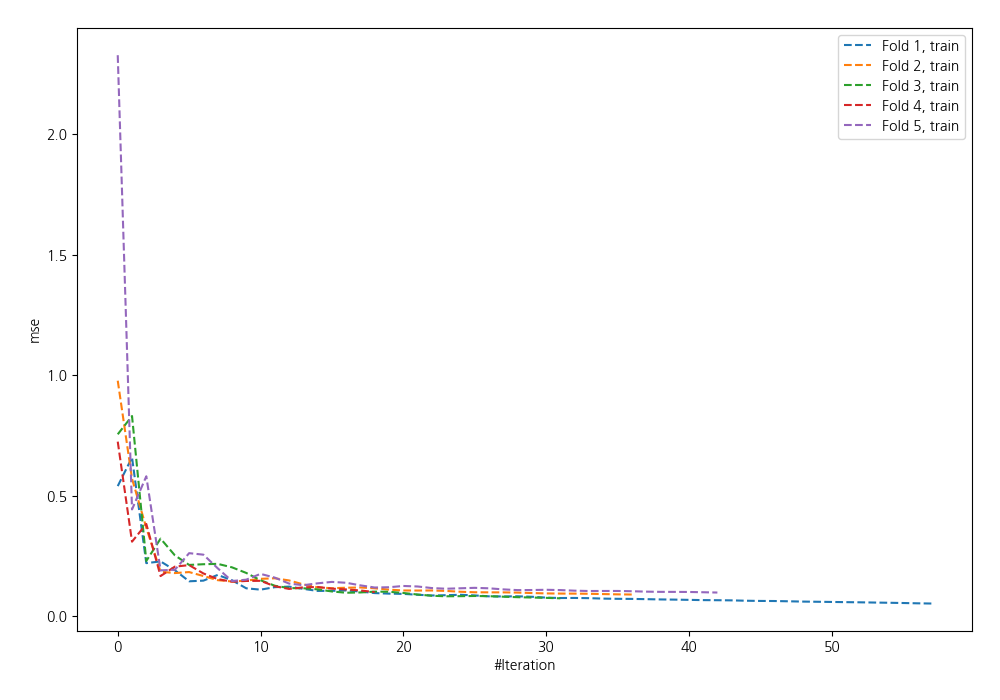 Fold 1, train
Fold 2, train
Fold 3, train
Fold 4, train
Fold 5, train
2.0
1.5
1.0
0.5
0.0
mse
0 10 20 30 40 50
#Iteration